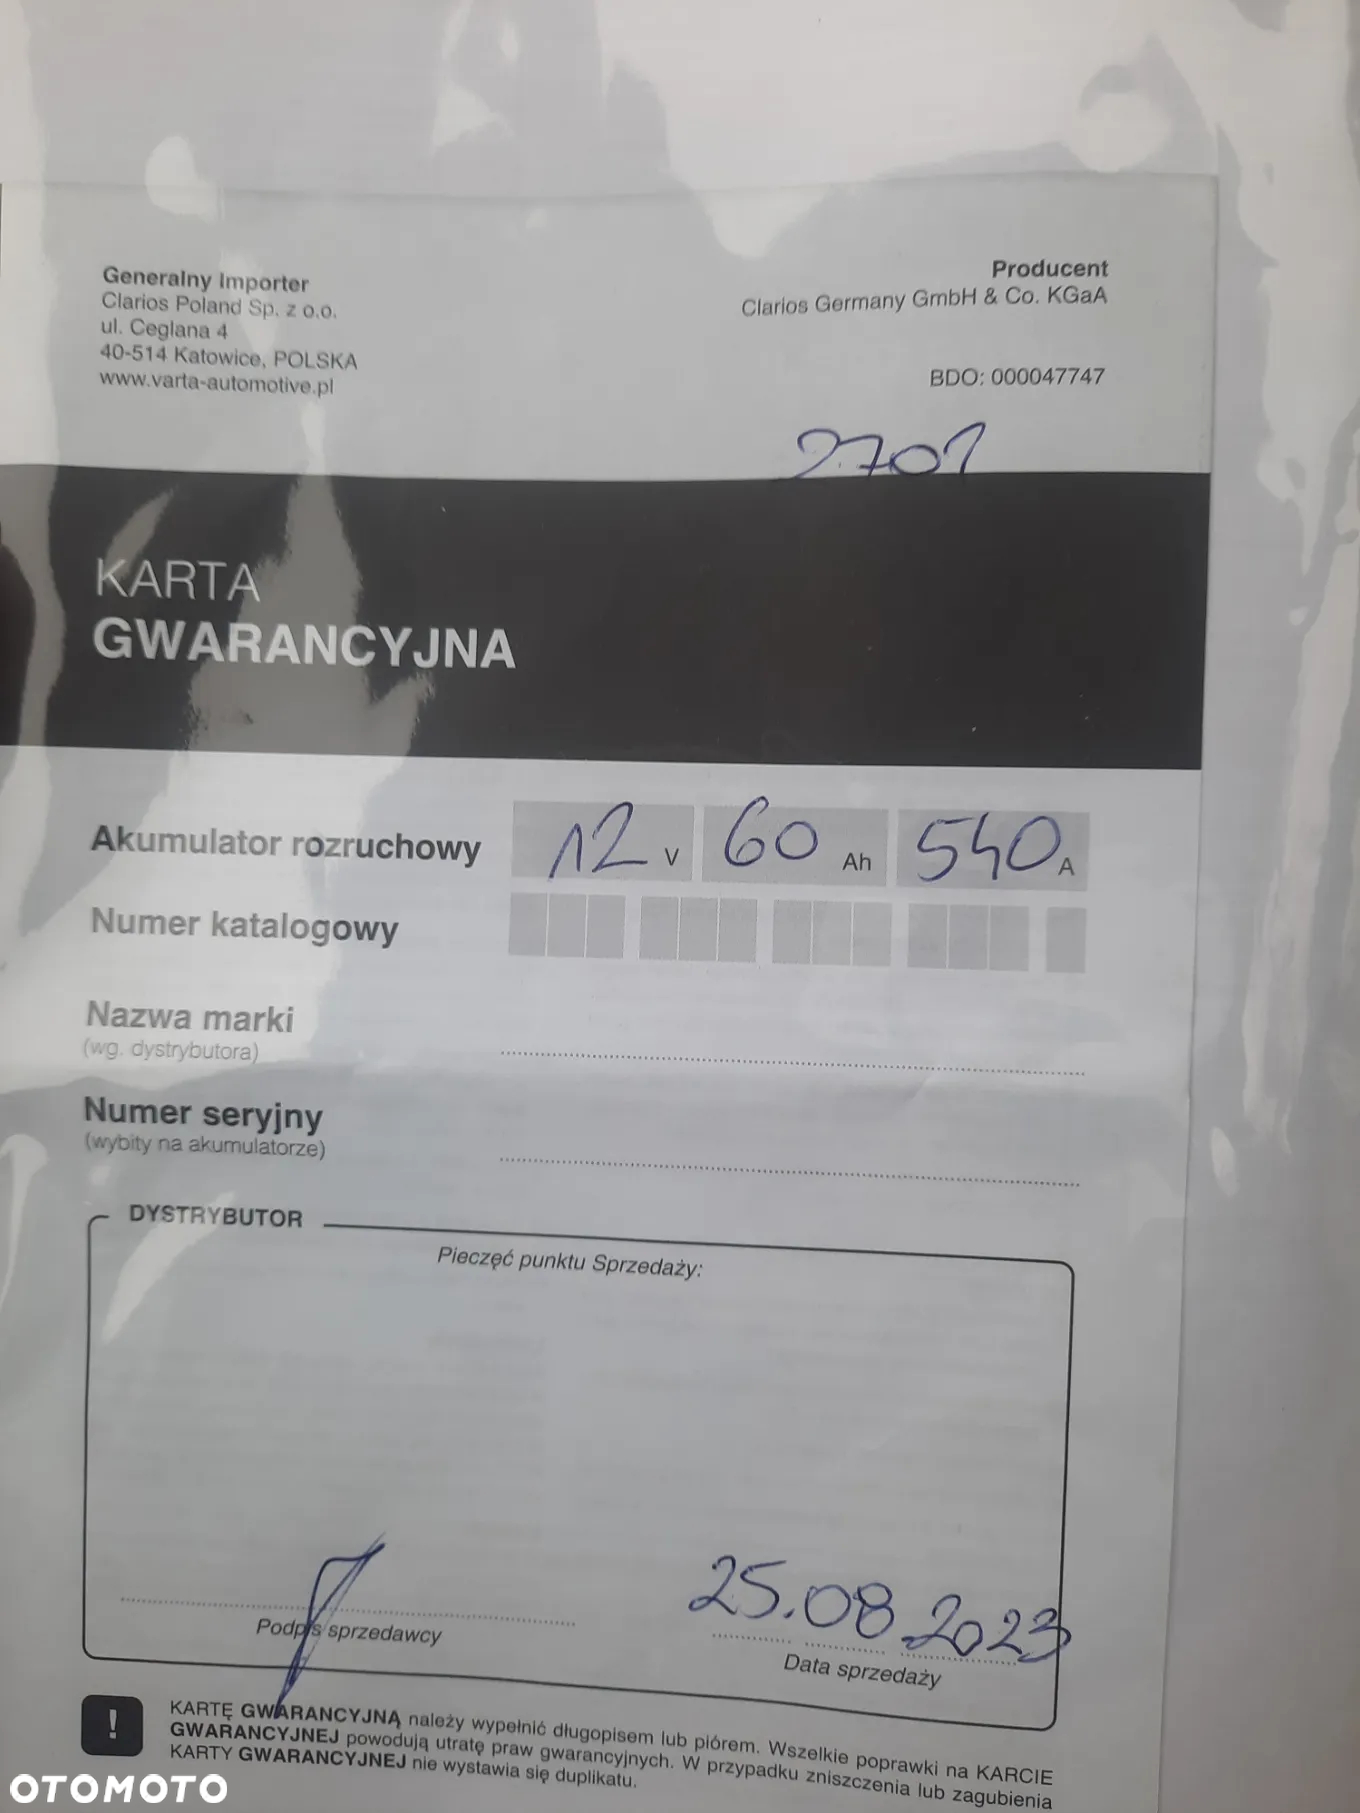 Generalny Importer
Clarios Poland Sp. z o.o.
ul. Ceglana 4
40-514 Katowice, POLSKA
www.varta-automotive.pl
Producent
Clarios Germany GmbH & Co. KGaA
BDO: 000047747
2701
KARTA
GWARANCYJNA
Akumulator rozruchowy 12 V 60 Ah 540 A
Numer katalogowy
Nazwa marki
(wg. dystrybutora)
Numer seryjny
(wybity na akumulatorze)
DYSTRYBUTOR
Pieczęć punktu Sprzedaży:
25.08.2023
Podpis sprzedawcy
Data sprzedaży
! KARTĘ GWARANCYJNĄ należy wypełnić długopisem lub piórem. Wszelkie poprawki na KARCIE
GWARANCYJNEJ powodują utratę praw gwarancyjnych. W przypadku zniszczenia lub zagubienia
KARTY GWARANCYJNEJ nie wystawia się duplikatu.
OTOMOTO